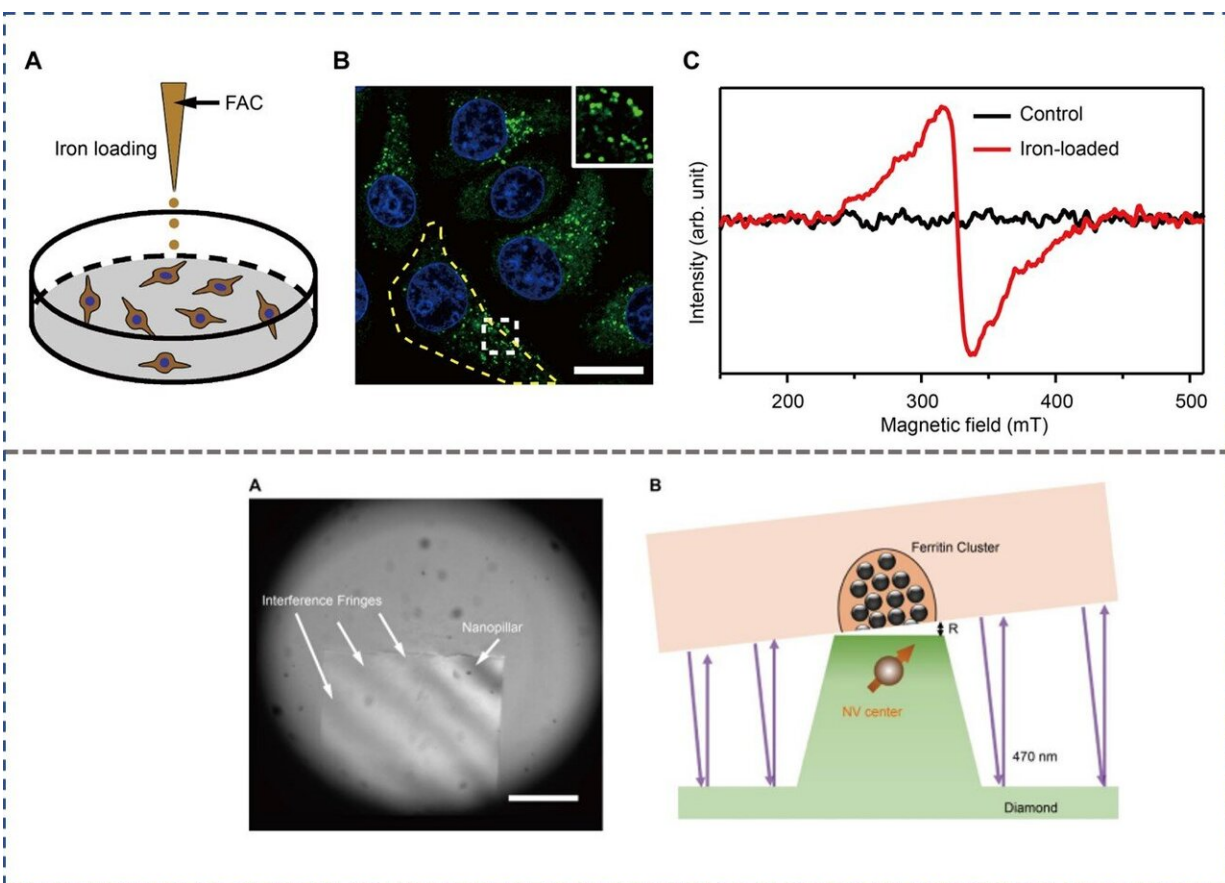 A
FAC
Iron loading
B
C
Control
Iron-loaded
Intensity (arb. unit)
200
300
400
500
Magnetic field (mT)
A
Interference Fringes
Nanopillar
B
Ferritin Cluster
R
NV center
470 nm
Diamond